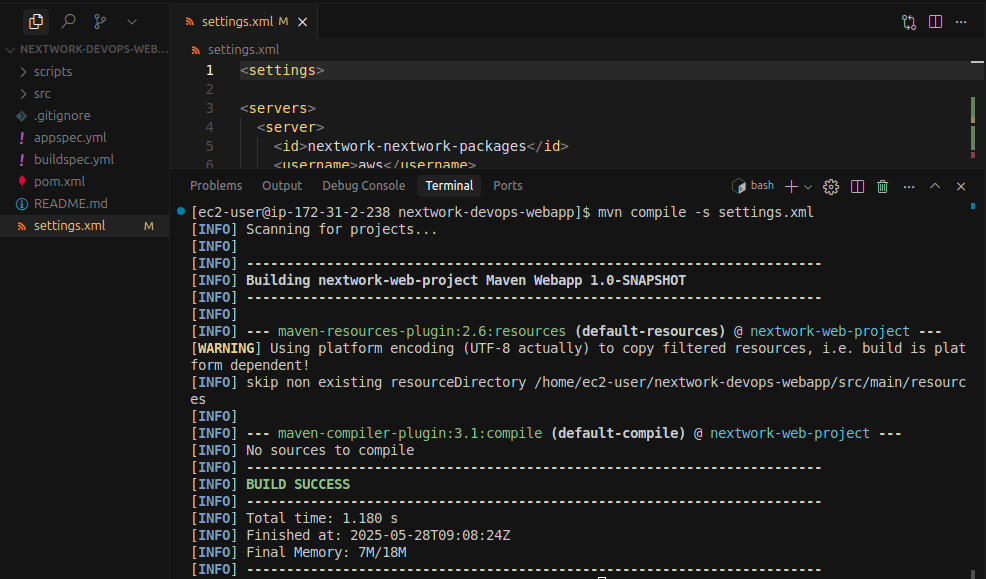 settings.xml M
NEXTWORK-DEVOPS-WEB...
scripts
src
.gitignore
appspec.yml
buildspec.yml
pom.xml
README.md
settings.xml M
settings.xml
1 <settings>
2
3 <servers>
4 <server>
5 <id>nextwork-nextwork-packages</id>
6 <username>aws</username>
Problems Output Debug Console Terminal Ports bash
[ec2-user@ip-172-31-2-238 nextwork-devops-webapp]$ mvn compile -s settings.xml
[INFO] Scanning for projects...
[INFO]
[INFO] ------------------------------------------------------------------------
[INFO] Building nextwork-web-project Maven Webapp 1.0-SNAPSHOT
[INFO] ------------------------------------------------------------------------
[INFO]
[INFO] --- maven-resources-plugin:2.6:resources (default-resources) @ nextwork-web-project ---
[WARNING] Using platform encoding (UTF-8 actually) to copy filtered resources, i.e. build is plat
form dependent!
[INFO] skip non existing resourceDirectory /home/ec2-user/nextwork-devops-webapp/src/main/resourc
es
[INFO]
[INFO] --- maven-compiler-plugin:3.1:compile (default-compile) @ nextwork-web-project ---
[INFO] No sources to compile
[INFO] ------------------------------------------------------------------------
[INFO] BUILD SUCCESS
[INFO] ------------------------------------------------------------------------
[INFO] Total time: 1.180 s
[INFO] Finished at: 2025-05-28T09:08:24Z
[INFO] Final Memory: 7M/18M
[INFO] ------------------------------------------------------------------------